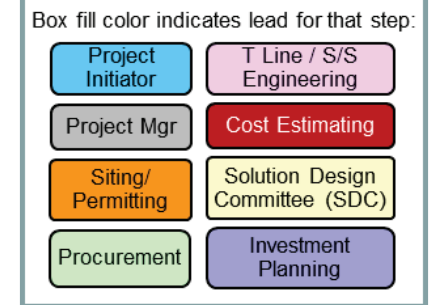 Box fill color indicates lead for that step:
Project
Initiator
T Line / S/S
Engineering
Project Mgr
Cost Estimating
Siting/
Permitting
Solution Design
Committee (SDC)
Procurement
Investment
Planning